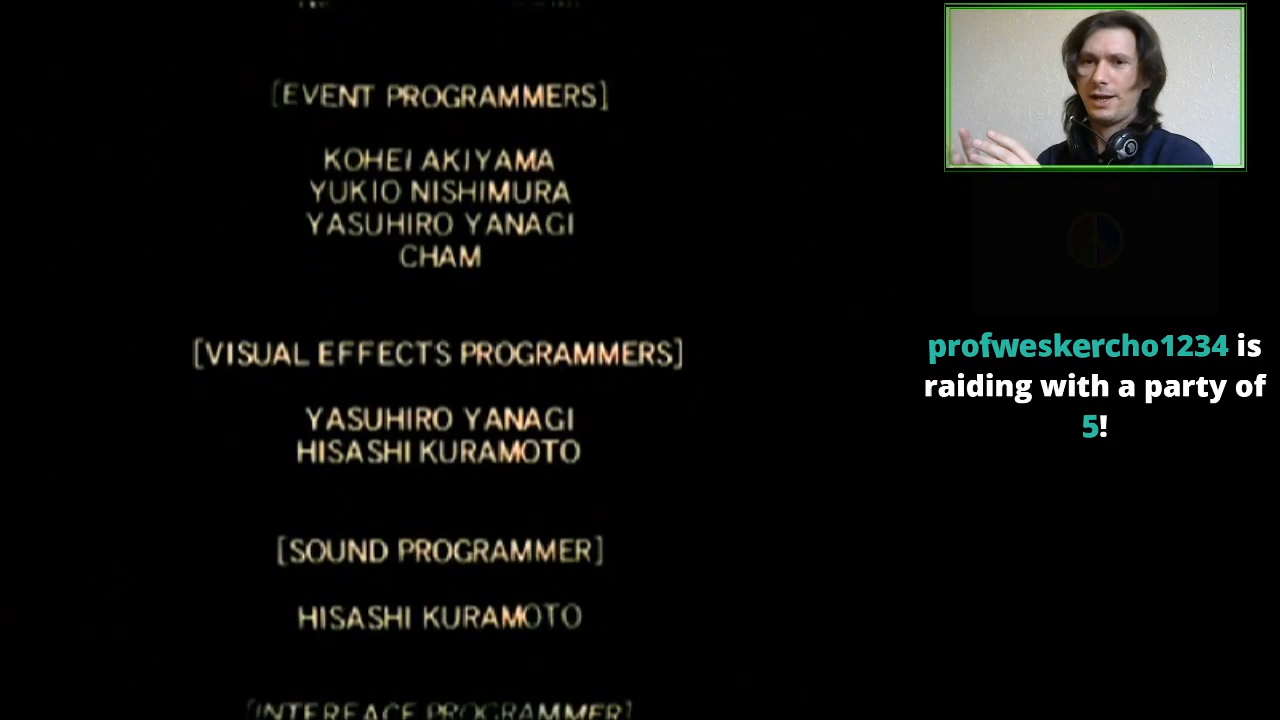 [EVENT PROGRAMMERS]
KOHEI AKIYAMA
YUKIO NISHIMURA
YASUHIRO YANAGI
CHAM
[VISUAL EFFECTS PROGRAMMERS]
YASUHIRO YANAGI
HISASHI KURAMOTO
[SOUND PROGRAMMER]
HISASHI KURAMOTO
[INTERFACE PROGRAMMER]
profweskercho1234 is
raiding with a party of
5!